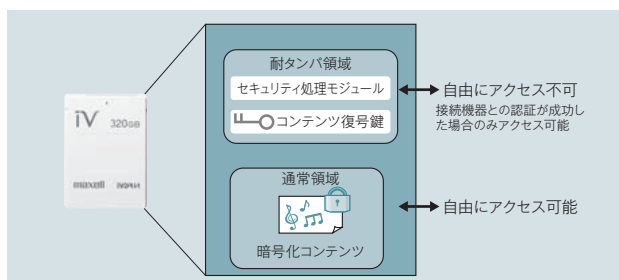 耐タンパ領域
セキュリティ処理モジュール
コンテンツ復号鍵
自由にアクセス不可
接続機器との認証が成功し
た場合のみアクセス可能
iV 320GB
maxell
通常領域
暗号化コンテンツ
自由にアクセス可能